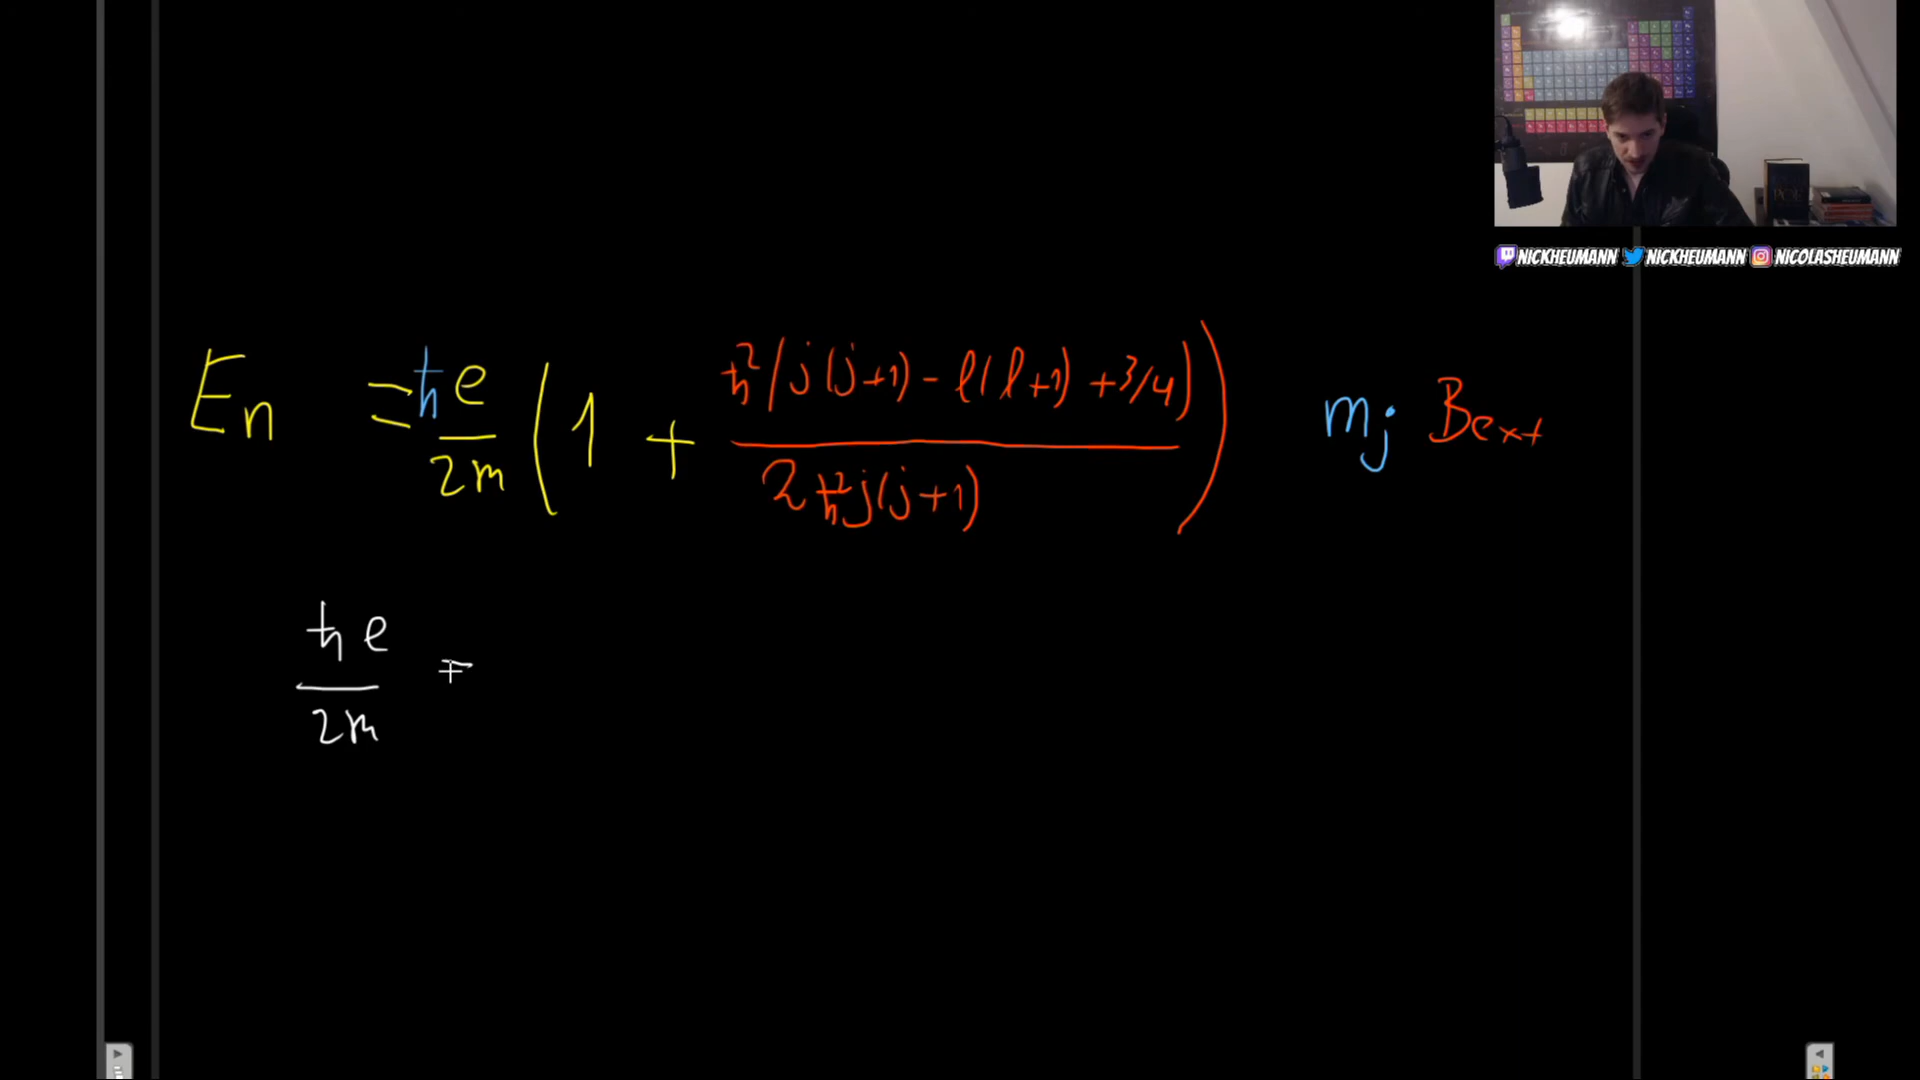 NICKHEUMANN NICKHEUMANN NICOLASHEUMANN
En = ħe/2m (1 + ħ²(j(j+1) - l(l+1) + 3/4)/2ħ²j(j+1)) mj Bext
ħe/2m =